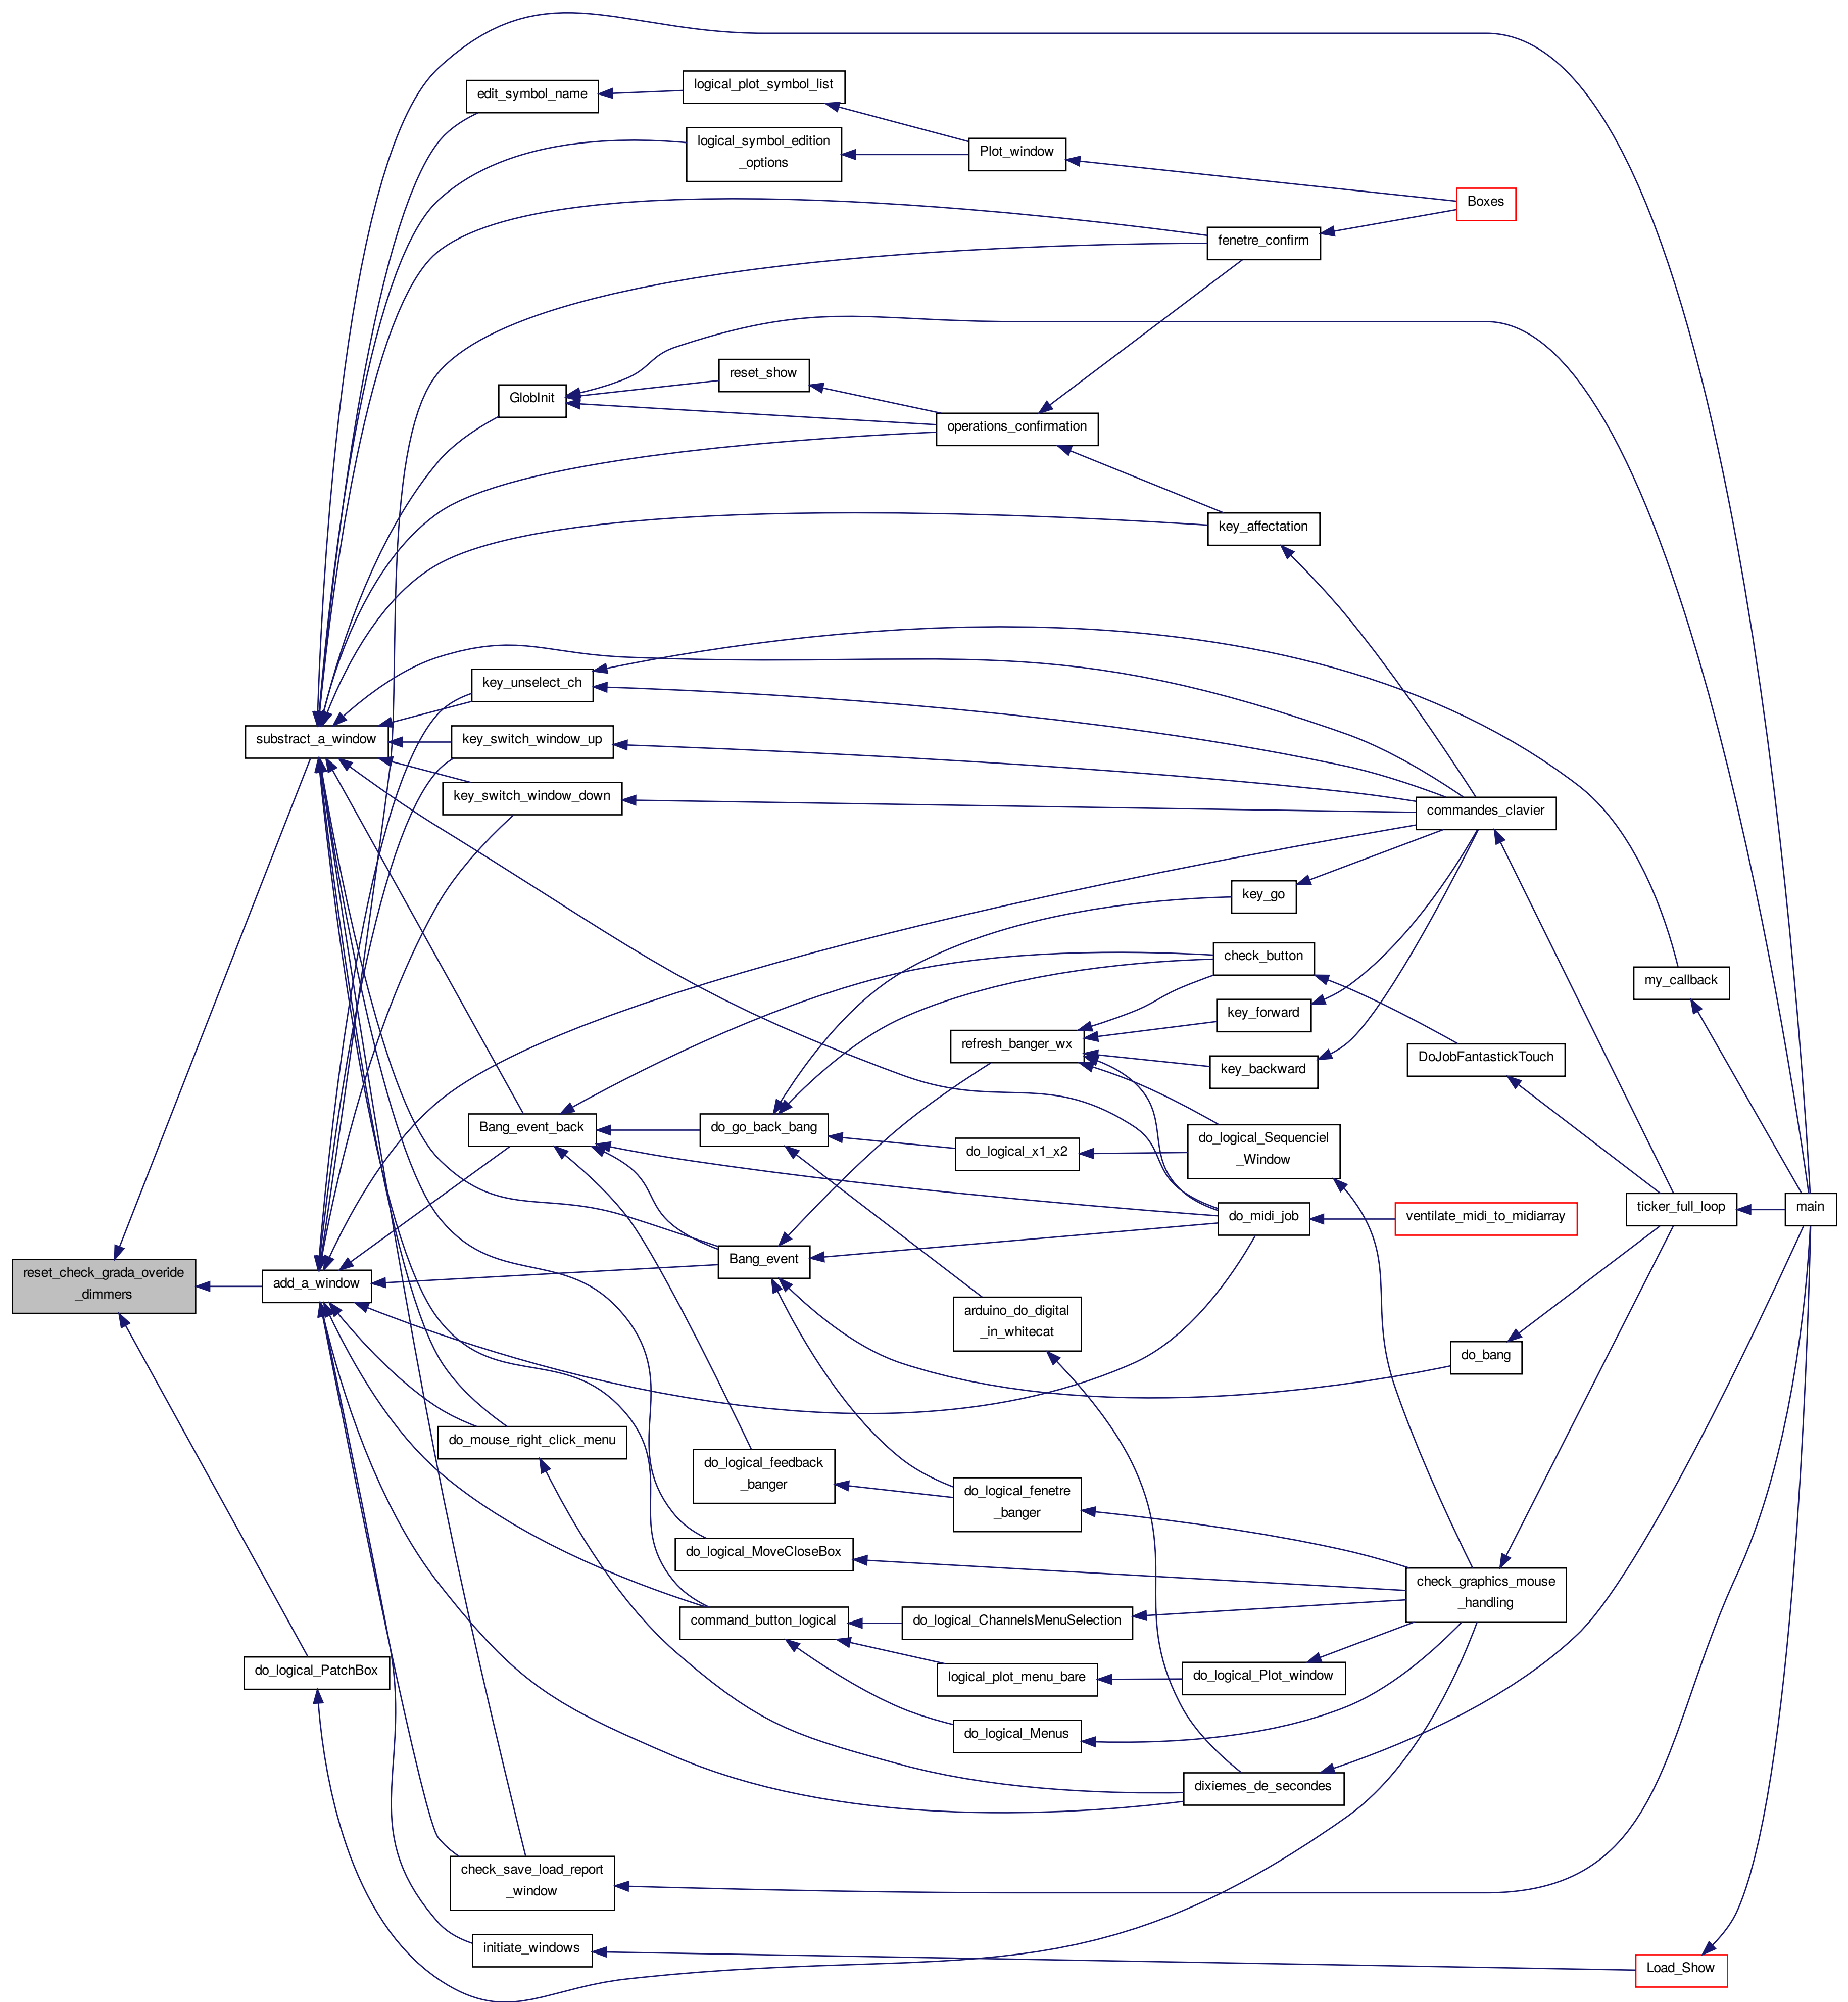 edit_symbol_name
logical_plot_symbol_list
logical_symbol_edition
_options
Plot_window
Boxes
fenetre_confirm
GlobInit
reset_show
operations_confirmation
key_affectation
key_unselect_ch
substract_a_window
key_switch_window_up
key_switch_window_down
commandes_clavier
key_go
check_button
my_callback
key_forward
refresh_banger_wx
DoJobFantastickTouch
key_backward
Bang_event_back
do_go_back_bang
do_logical_x1_x2
do_logical_Sequenciel
_Window
do_midi_job
ventilate_midi_to_midiarray
ticker_full_loop
main
reset_check_grada_overide
_dimmers
add_a_window
Bang_event
arduino_do_digital
_in_whitecat
do_bang
do_mouse_right_click_menu
do_logical_feedback
_banger
do_logical_fenetre
_banger
do_logical_MoveCloseBox
check_graphics_mouse
_handling
command_button_logical
do_logical_ChannelsMenuSelection
do_logical_PatchBox
logical_plot_menu_bare
do_logical_Plot_window
do_logical_Menus
dixiemes_de_secondes
check_save_load_report
_window
initiate_windows
Load_Show